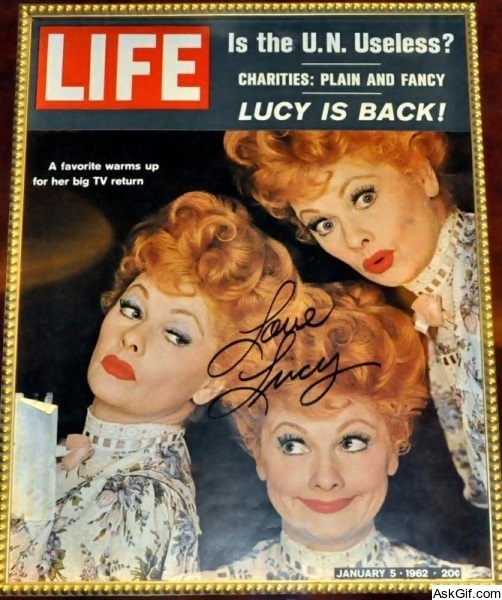 LIFE
Is the U.N. Useless?
CHARITIES: PLAIN AND FANCY
LUCY IS BACK!
A favorite warms up
for her big TV return
Love
Lucy
JANUARY 5 · 1962 · 20¢
AskGif.com